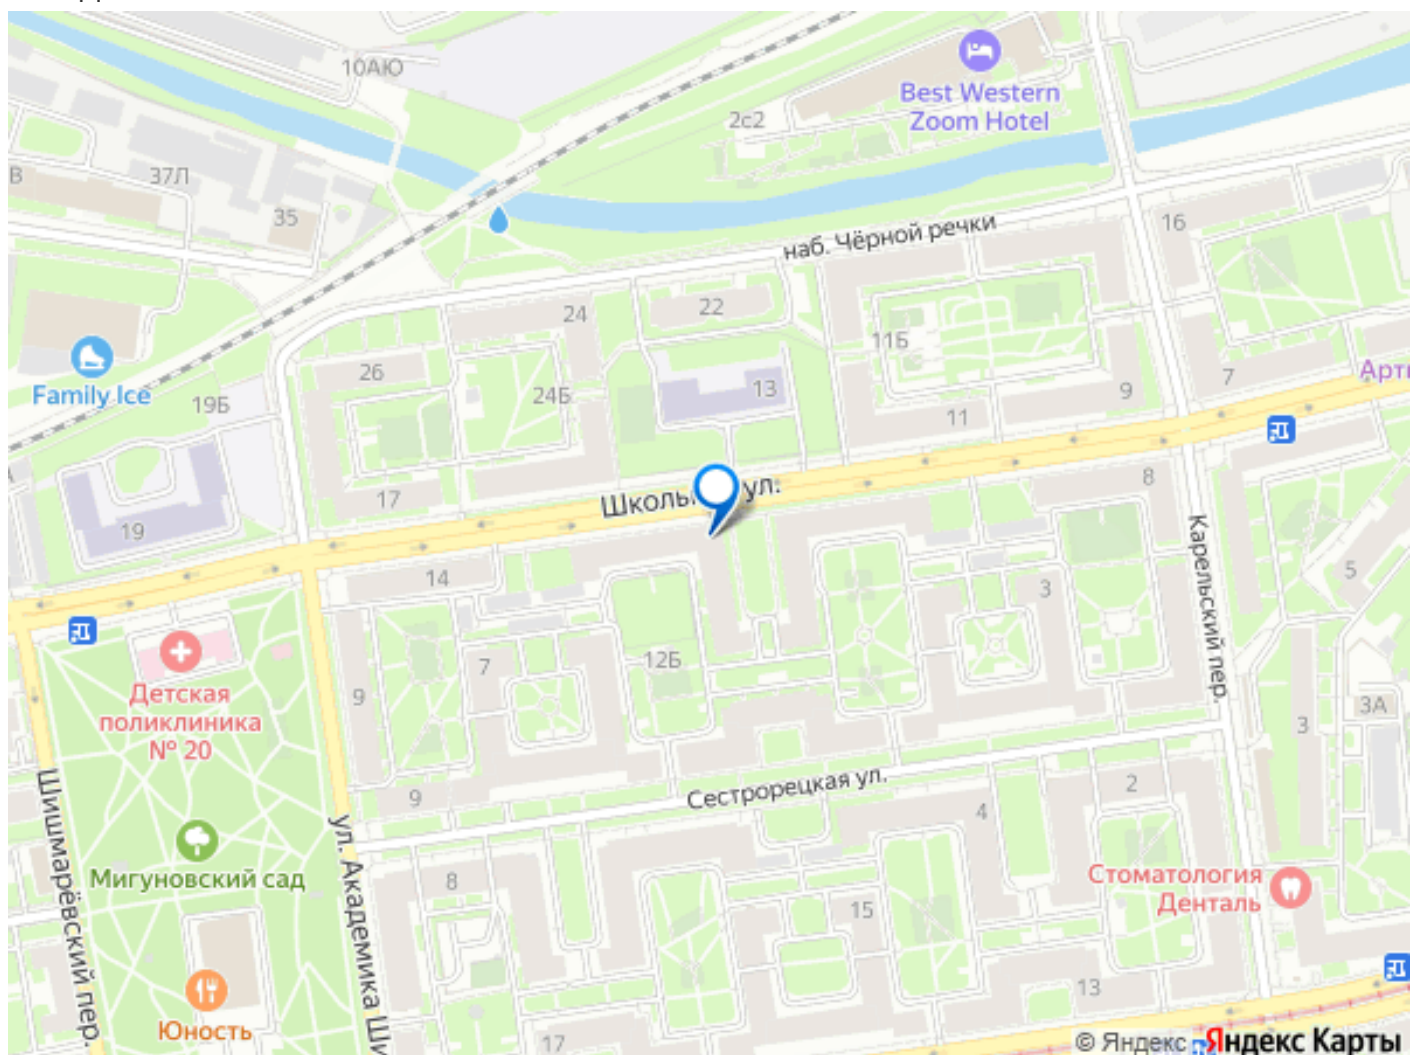 10АЮ
Best Western
Zoom Hotel
2с2
В
37Л
35
16
наб. Чёрной речки
24
22
11Б
26
Family Ice
19Б
24Б
13
7
9
11
17
19
Школьн
ул.
8
14
Карельский пер.
5
3
7
12Б
9
Детская
поликлиника
№ 20
3А
3
Шишмарёвский пер.
9
Сестрорецкая ул.
2
4
ул. Академика Ши
Мигуновский сад
8
Стоматология
Денталь
15
13
Юность
17
© Яндекс
Яндекс Карты